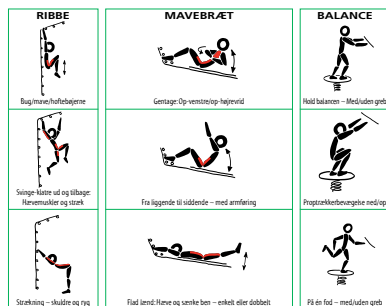 RIBBE
MAVEBRÆT
BALANCE
Bug/mave/hoftebøjerne
Gentage: Op-venstre/op-højrevrid
Hold balancen – Med/uden greb
Svinge-klatre ud og tilbage:
Hævemuskler og stræk
Fra liggende til siddende – med armføring
Proptrækkerbevægelse ned/op
Strækning – skuldre og ryg
Flad lænd: Hæve og sænke ben – enkelt eller dobbelt
På én fod – med/uden greb